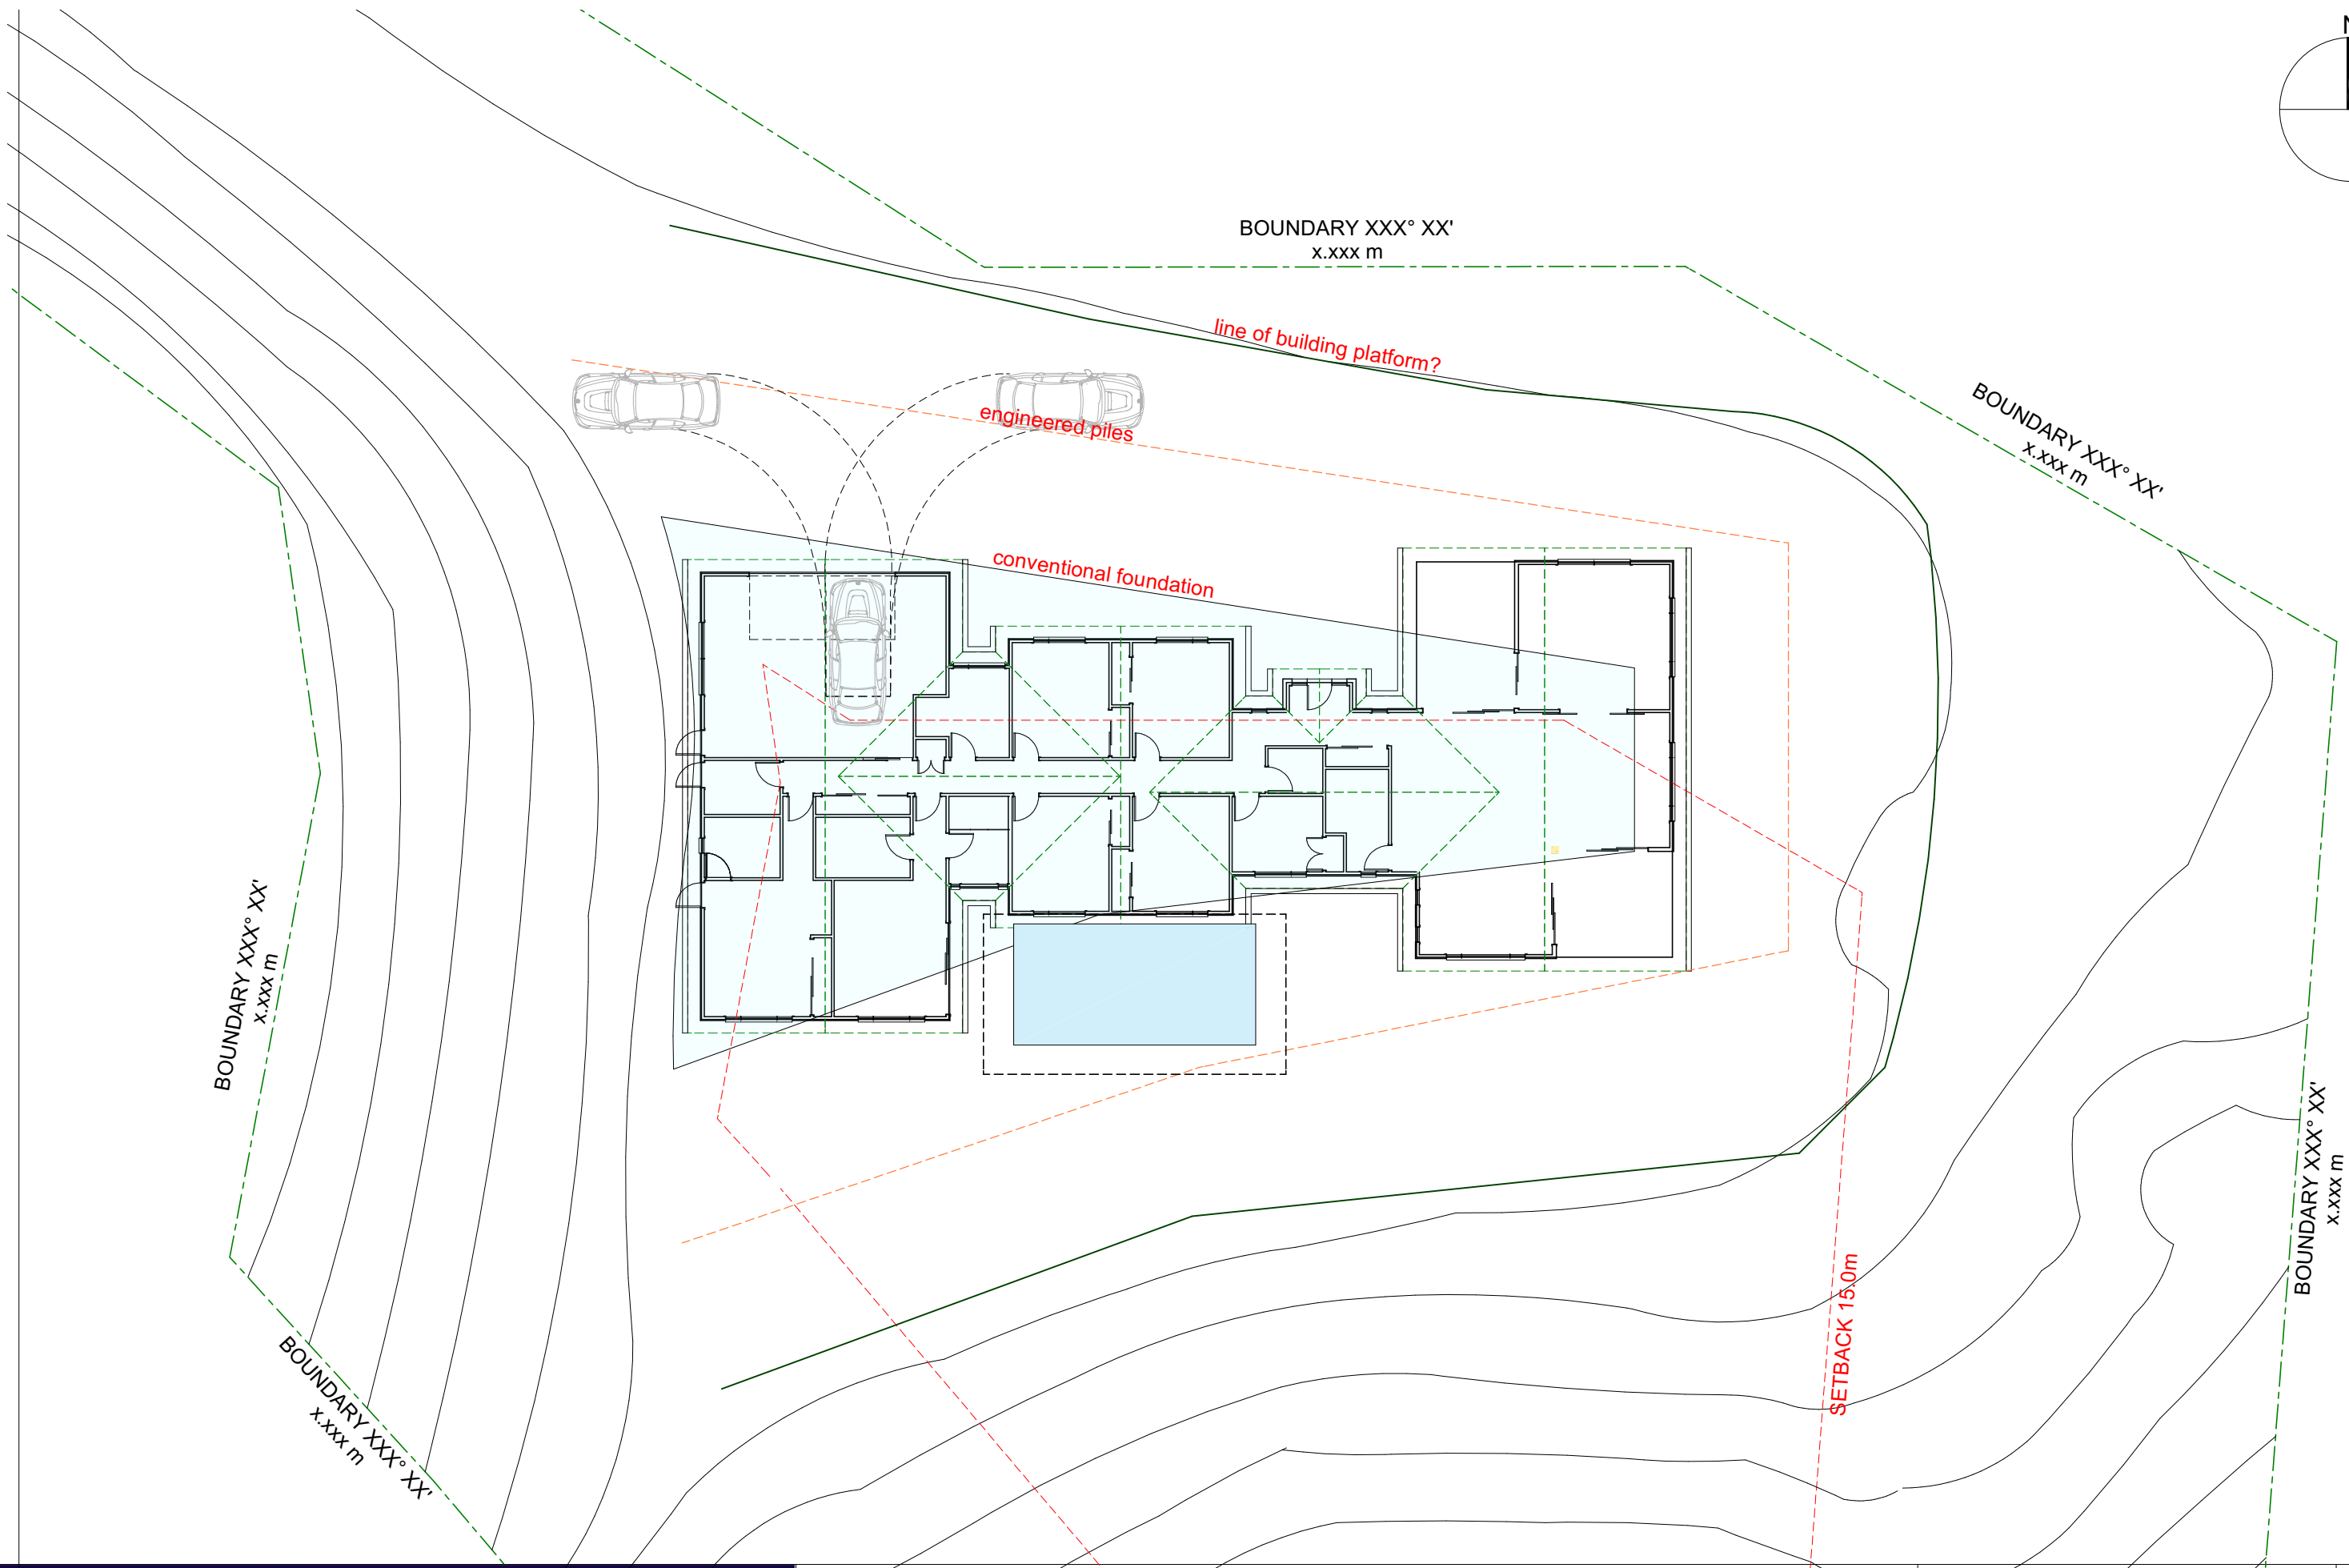 N
BOUNDARY XXX° XX'
x.xxx m
line of building platform?
engineered piles
BOUNDARY XXX° XX'
x.xxx m
conventional foundation
BOUNDARY XXX° XX'
x.xxx m
BOUNDARY XXX° XX'
x.xxx m
SETBACK 15.0m
BOUNDARY XXX° XX'
x.xxx m